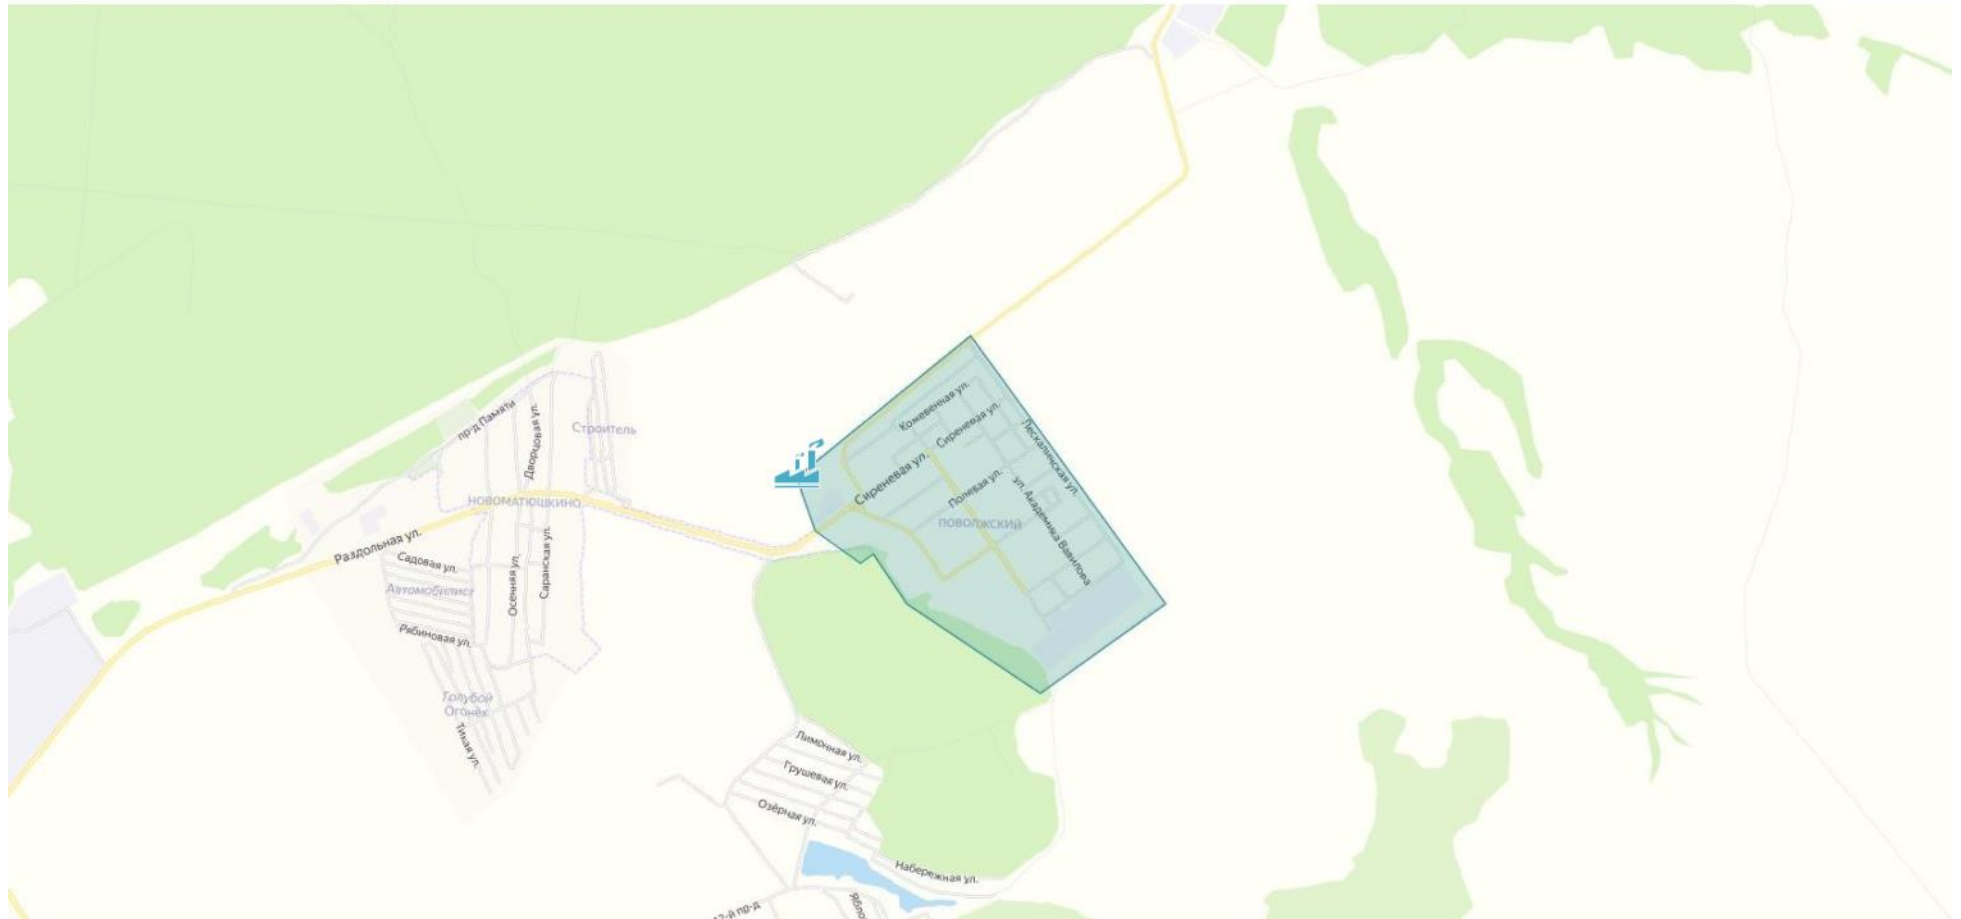 Кожевенная ул.
Сиреневая ул.
пр-д Памяти
Дворцовая ул.
Строитель
Лескалинская ул.
Сиреневая ул.
НОВОМАТЮШКИНО
Полевая ул.
ул. Академика Вавилова
ПОВОЛЖСКИЙ
Раздольная ул.
Садовая ул.
Автомобилист
Осенняя ул.
Саранская ул.
Рябиновая ул.
Голубой
Огонёк
Тихая ул.
Лимонная ул.
Грушевая ул.
Озёрная ул.
Набережная ул.